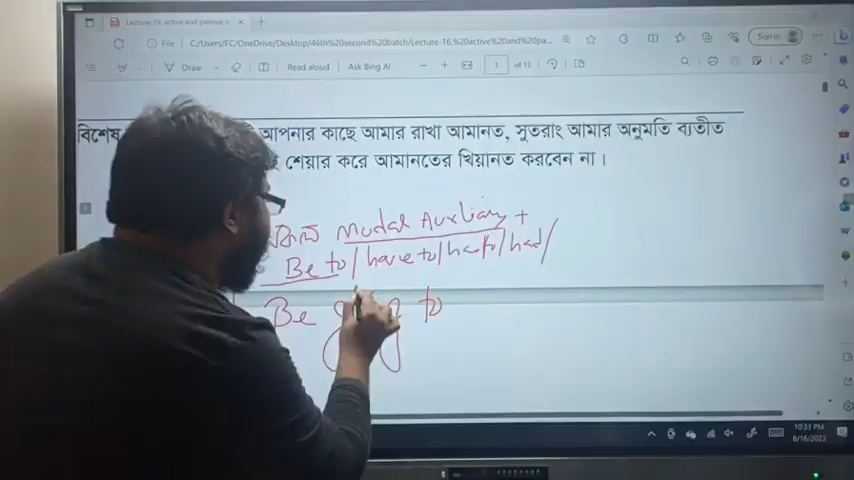 Lecture-16, active and passive v
File C:/Users/FC/OneDrive/Desktop/46th%20second%20batch/Lecture-16,%20active%20and%20pa... Sign in
Draw Read aloud Ask Bing AI 1 of 13
বিশেষ আপনার কাছে আমার রাখা আমানত, সুতরাং আমার অনুমতি ব্যতীত
শেয়ার করে আমানতের খিয়ানত করবেন না।
Modal Auxliary +
Be to / have to / has to / had /
Be going to
10:33 PM
8/16/2023